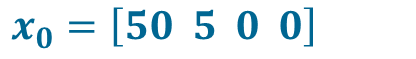 x₀ = [50 5 0 0]